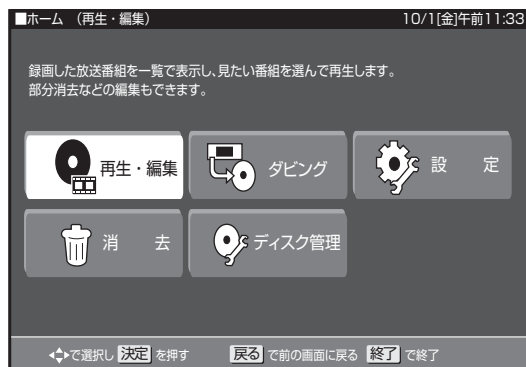 ■ホーム （再生・編集） 10/1[金]午前11:33
録画した放送番組を一覧で表示し、見たい番組を選んで再生します。
部分消去などの編集もできます。
再生・編集 ダビング 設 定
消 去 ディスク管理
で選択し 決定 を押す 戻る で前の画面に戻る 終了 で終了